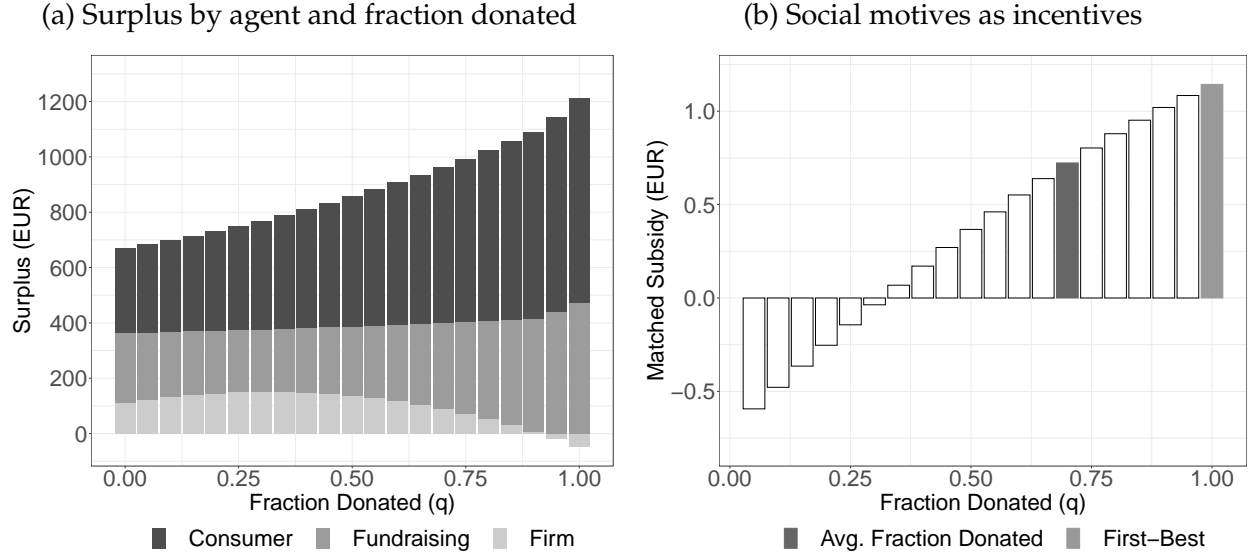 (a) Surplus by agent and fraction donated
Surplus (EUR)
1200
1000
800
600
400
200
0
0.00 0.25 0.50 0.75 1.00
Fraction Donated (q)
Consumer Fundraising Firm
(b) Social motives as incentives
Matched Subsidy (EUR)
1.0
0.5
0.0
−0.5
0.00 0.25 0.50 0.75 1.00
Fraction Donated (q)
Avg. Fraction Donated First−Best